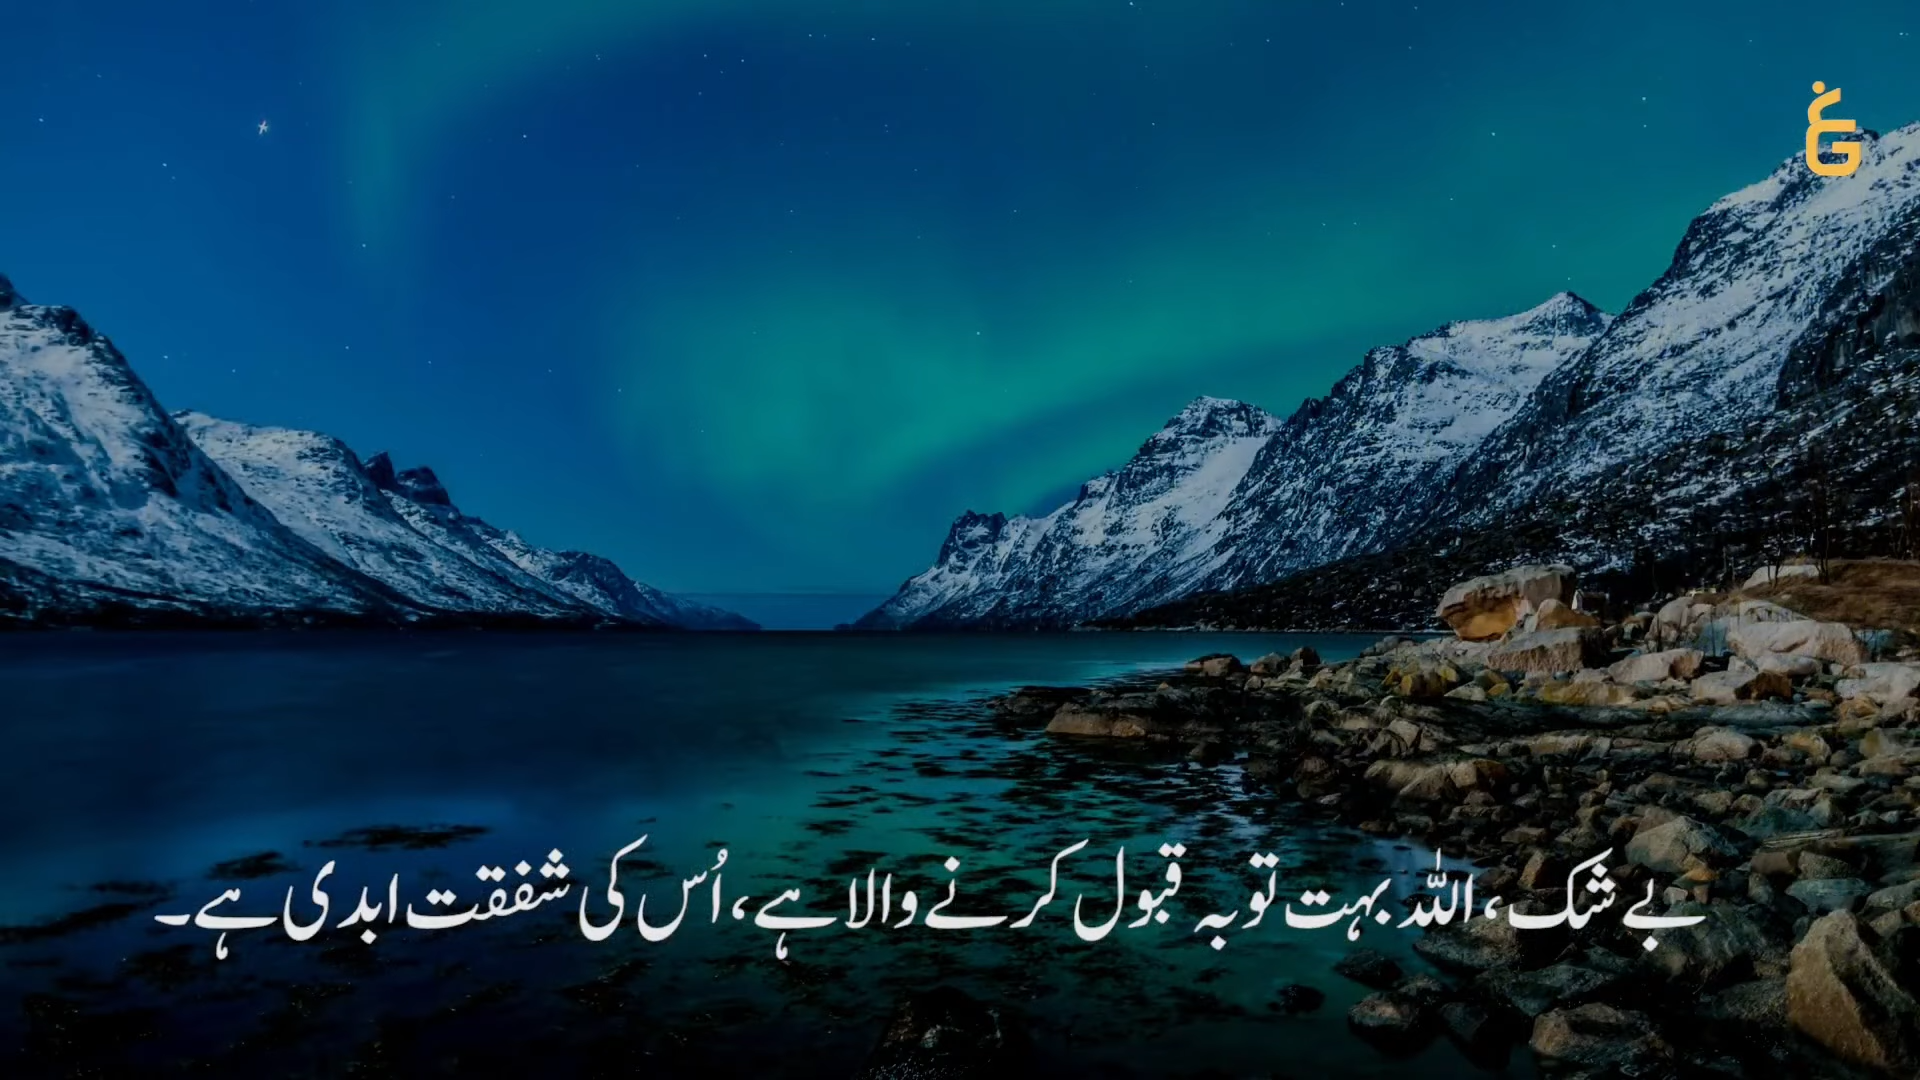 بے شک، اللہ بہت توبہ قبول کرنے والا ہے، اُس کی شفقت ابدی ہے۔